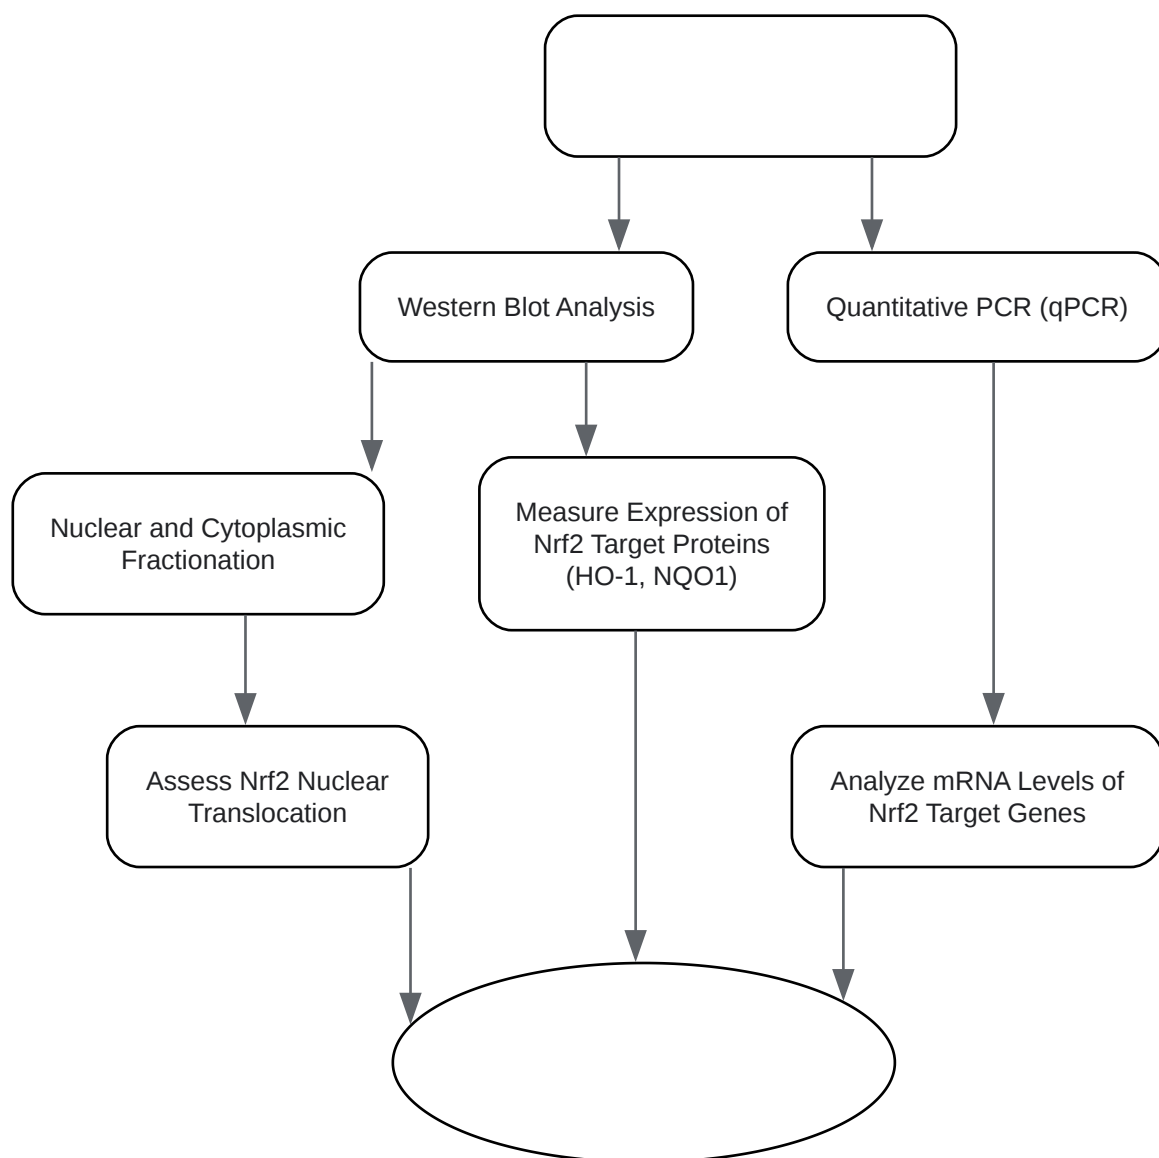 Western Blot Analysis
Quantitative PCR (qPCR)
Nuclear and Cytoplasmic
Fractionation
Measure Expression of
Nrf2 Target Proteins
(HO-1, NQO1)
Assess Nrf2 Nuclear
Translocation
Analyze mRNA Levels of
Nrf2 Target Genes